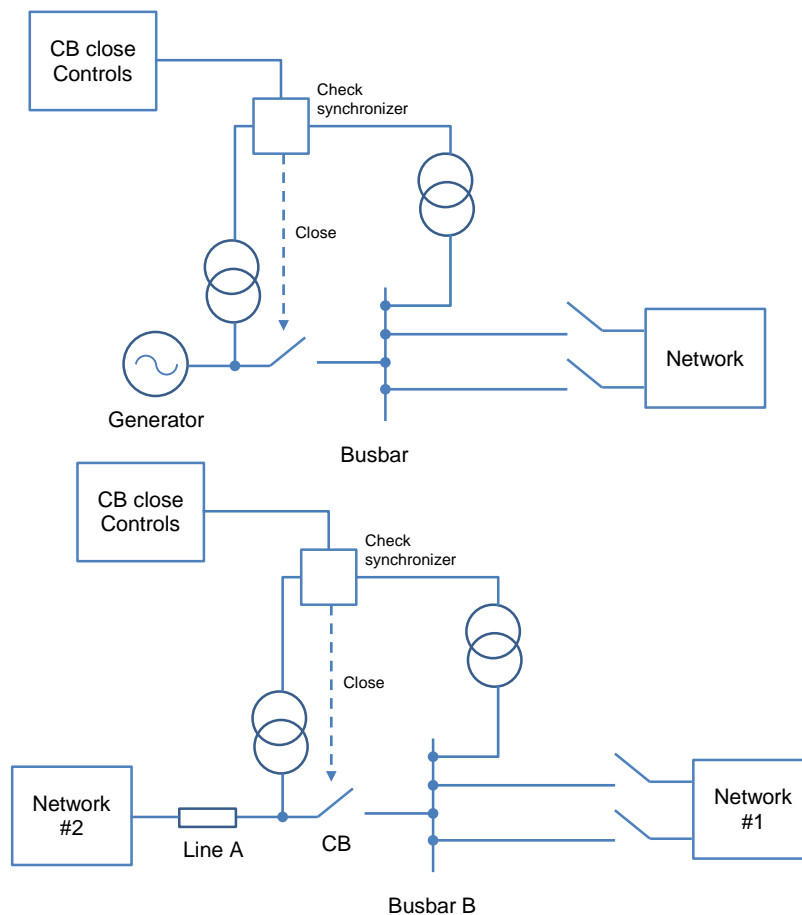 CB close
Controls
Check
synchronizer
Close
Generator
Network
Busbar
CB close
Controls
Check
synchronizer
Close
Network
#2
Line A
CB
Network
#1
Busbar B